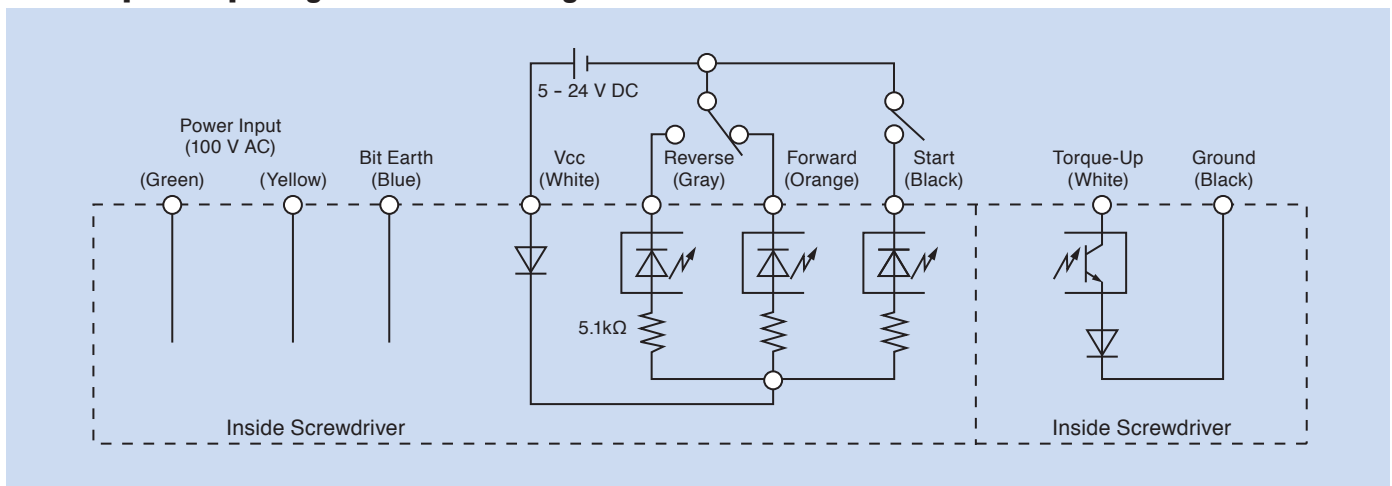 5 – 24 V DC
Power Input
(100 V AC)
(Green)
(Yellow)
Bit Earth
(Blue)
Vcc
(White)
Reverse
(Gray)
Forward
(Orange)
Start
(Black)
Torque-Up
(White)
Ground
(Black)
5.1kΩ
Inside Screwdriver
Inside Screwdriver